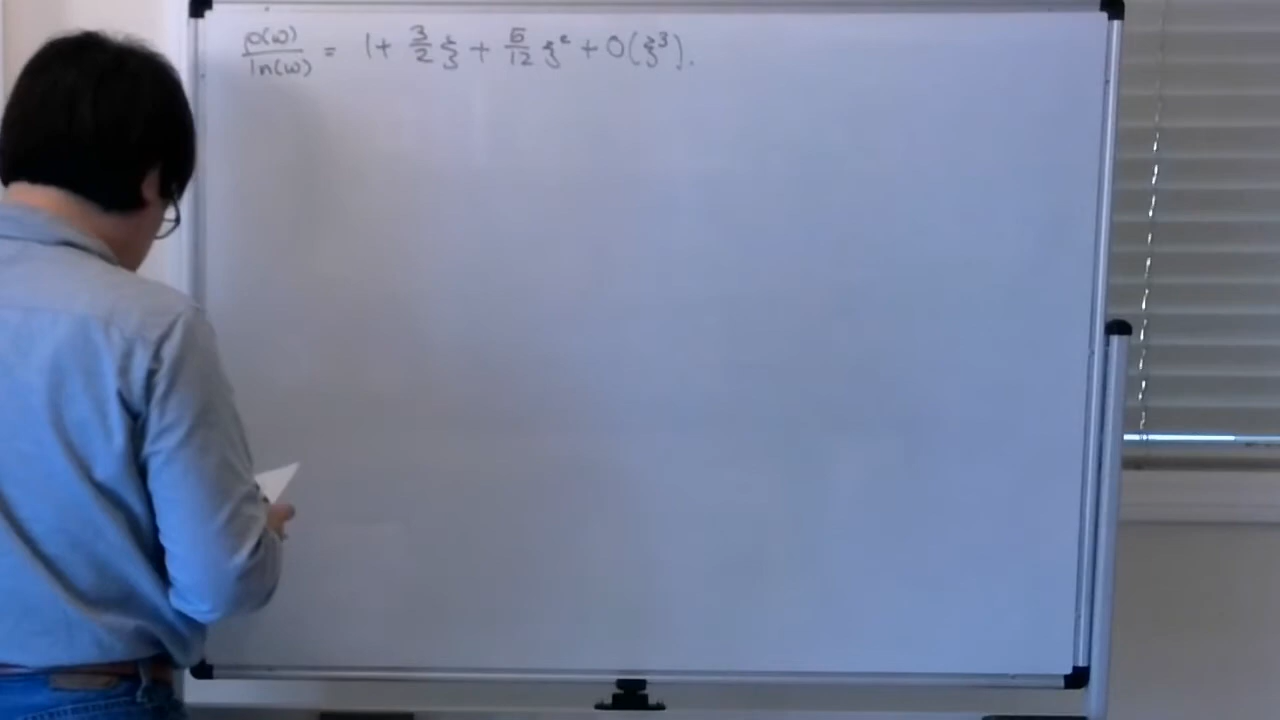 ρ(w)/ln(w) = 1 + 3/2 ξ + 5/12 ξ² + O(ξ³).